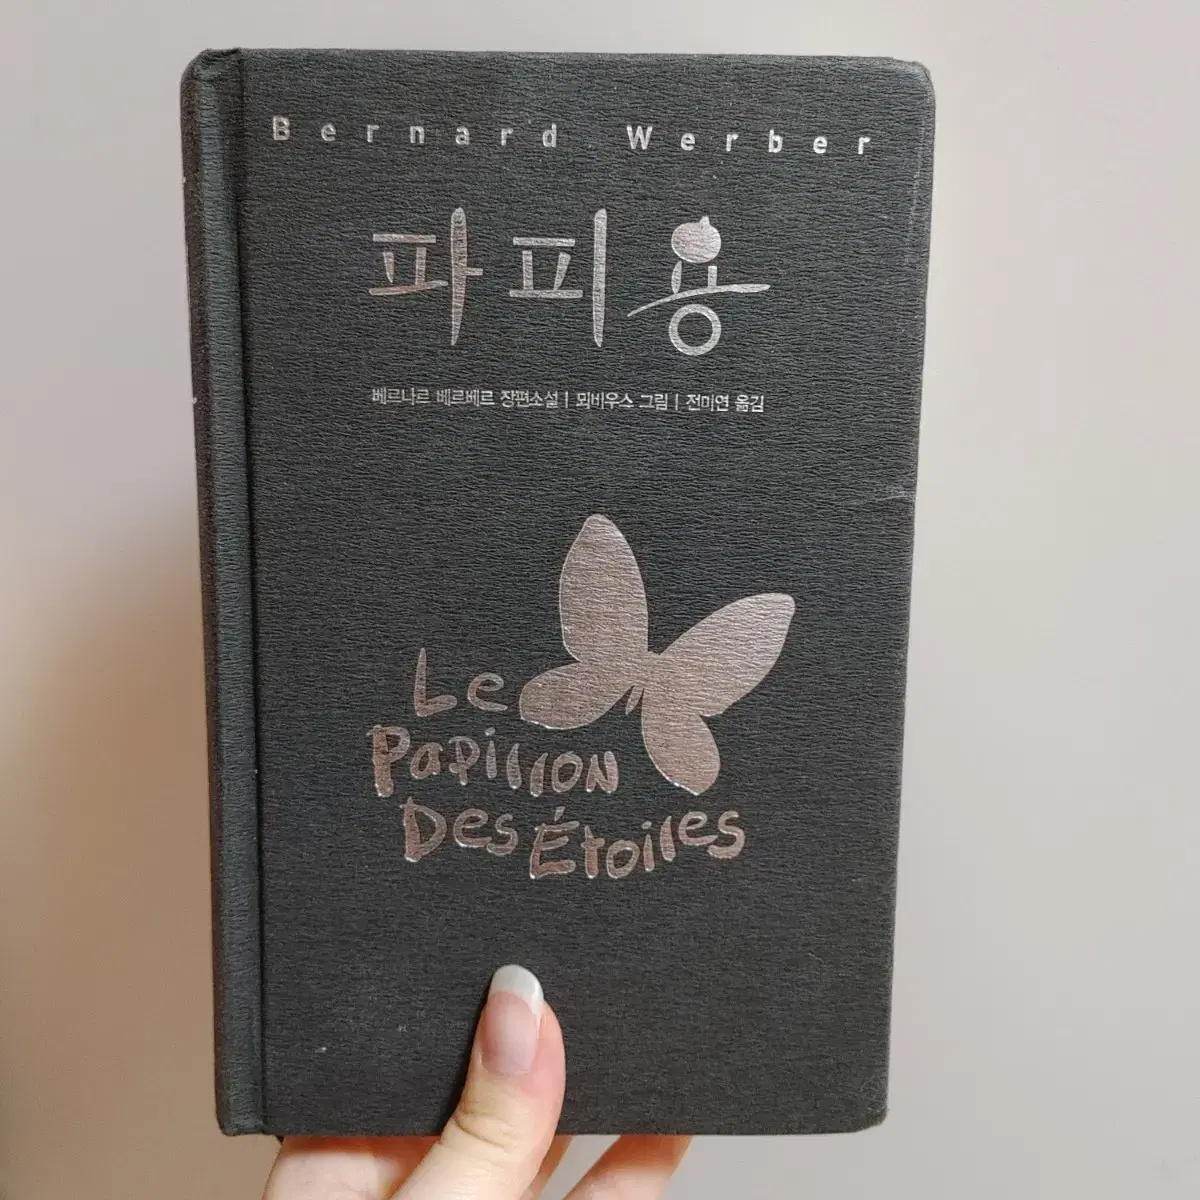 Bernard Werber
파피용
베르나르 베르베르 장편소설 | 뫼비우스 그림 | 전미연 옮김
Le
Papillon
Des Étoiles